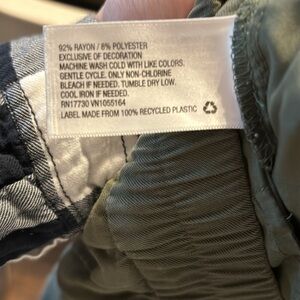 92% RAYON / 8% POLYESTER
EXCLUSIVE OF DECORATION
MACHINE WASH COLD WITH LIKE COLORS.
GENTLE CYCLE. ONLY NON-CHLORINE
BLEACH IF NEEDED. TUMBLE DRY LOW.
COOL IRON IF NEEDED.
RN17730 VN1055164
LABEL MADE FROM 100% RECYCLED PLASTIC